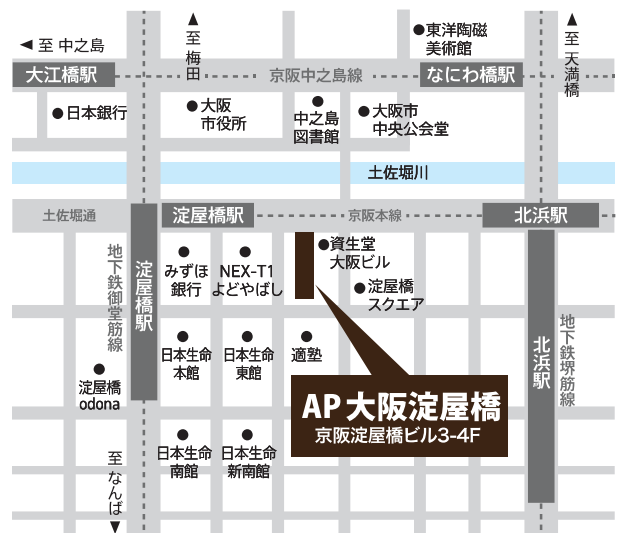 東洋陶磁
美術館
至 中之島
至 梅田
至 天満橋
大江橋駅
京阪中之島線
なにわ橋駅
日本銀行
大阪
市役所
中之島
図書館
大阪市
中央公会堂
土佐堀川
土佐堀通
淀屋橋駅
京阪本線
北浜駅
地下鉄御堂筋線
淀屋橋駅
みずほ
銀行
NEX-T1
よどやばし
資生堂
大阪ビル
淀屋橋
スクエア
日本生命
本館
日本生命
東館
適塾
北浜駅
地下鉄堺筋線
淀屋橋
odona
AP 大阪淀屋橋
京阪淀屋橋ビル3-4F
日本生命
南館
日本生命
新南館
至 なんば